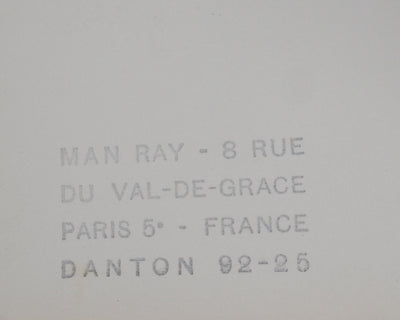 MAN RAY - 8 RUE
DU VAL-DE-GRACE
PARIS 5e - FRANCE
DANTON 92-25